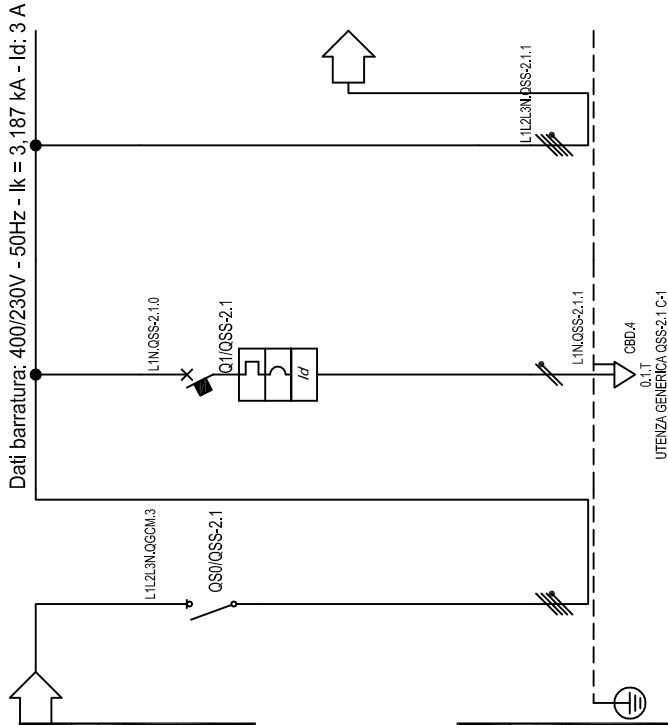 Dati barratura: 400/230V - 50Hz - Ik = 3,187 kA - Id: 3 A
L1L2L3N.QGCM.3
QS0/QSS-2.1
L1N.QSS-2.1.0
Q1/QSS-2.1
Id
L1N.QSS-2.1.1
CBD.4
0.1.T
UTENZA GENERICA QSS-2.1 C-1
L1L2L3N.QSS-2.1.1